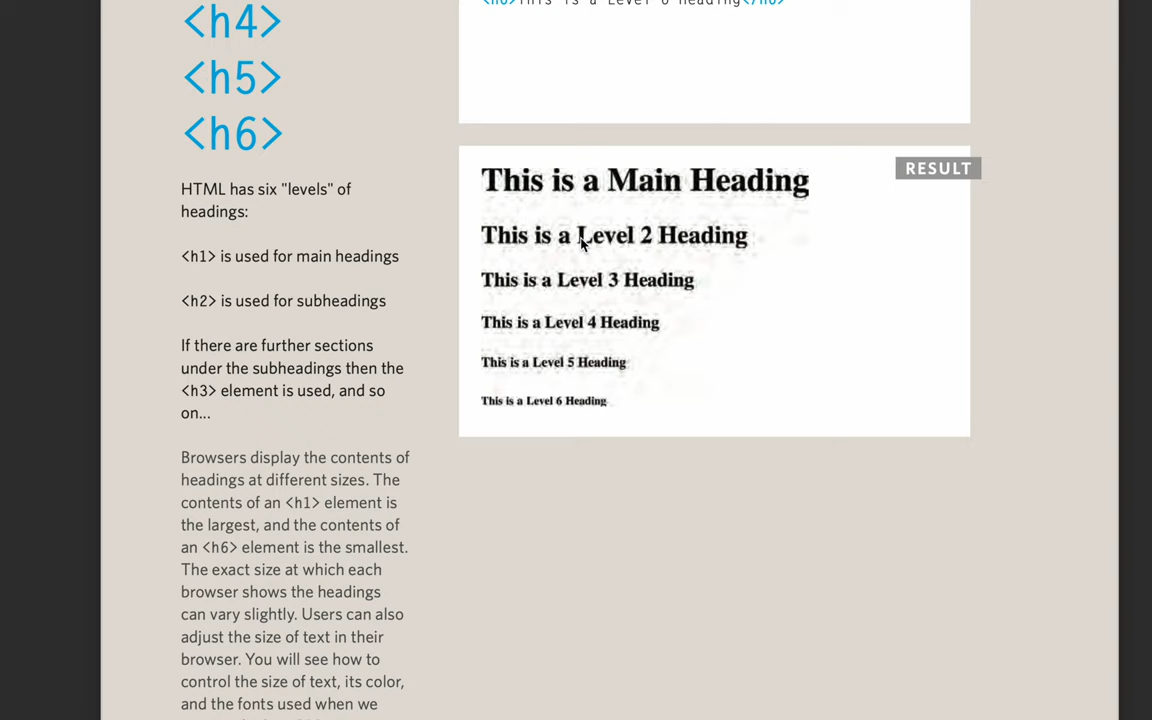 <h4>
<h5>
<h6>
HTML has six "levels" of
headings:
<h1> is used for main headings
<h2> is used for subheadings
If there are further sections
under the subheadings then the
<h3> element is used, and so
on...
Browsers display the contents of
headings at different sizes. The
contents of an <h1> element is
the largest, and the contents of
an <h6> element is the smallest.
The exact size at which each
browser shows the headings
can vary slightly. Users can also
adjust the size of text in their
browser. You will see how to
control the size of text, its color,
and the fonts used when we
<h6>This is a Level 6 Heading</h6>
RESULT
This is a Main Heading
This is a Level 2 Heading
This is a Level 3 Heading
This is a Level 4 Heading
This is a Level 5 Heading
This is a Level 6 Heading